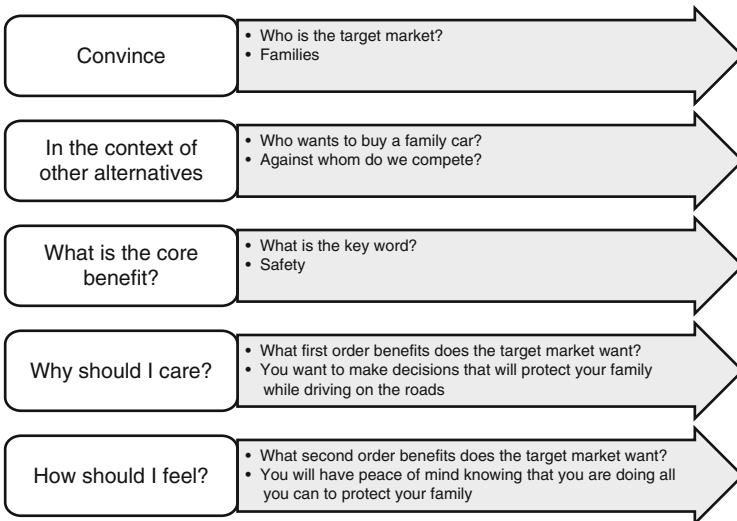 Convince
• Who is the target market?
• Families
In the context of
other alternatives
• Who wants to buy a family car?
• Against whom do we compete?
What is the core
benefit?
• What is the key word?
• Safety
Why should I care?
• What first order benefits does the target market want?
• You want to make decisions that will protect your family
while driving on the roads
How should I feel?
• What second order benefits does the target market want?
• You will have peace of mind knowing that you are doing all
you can to protect your family